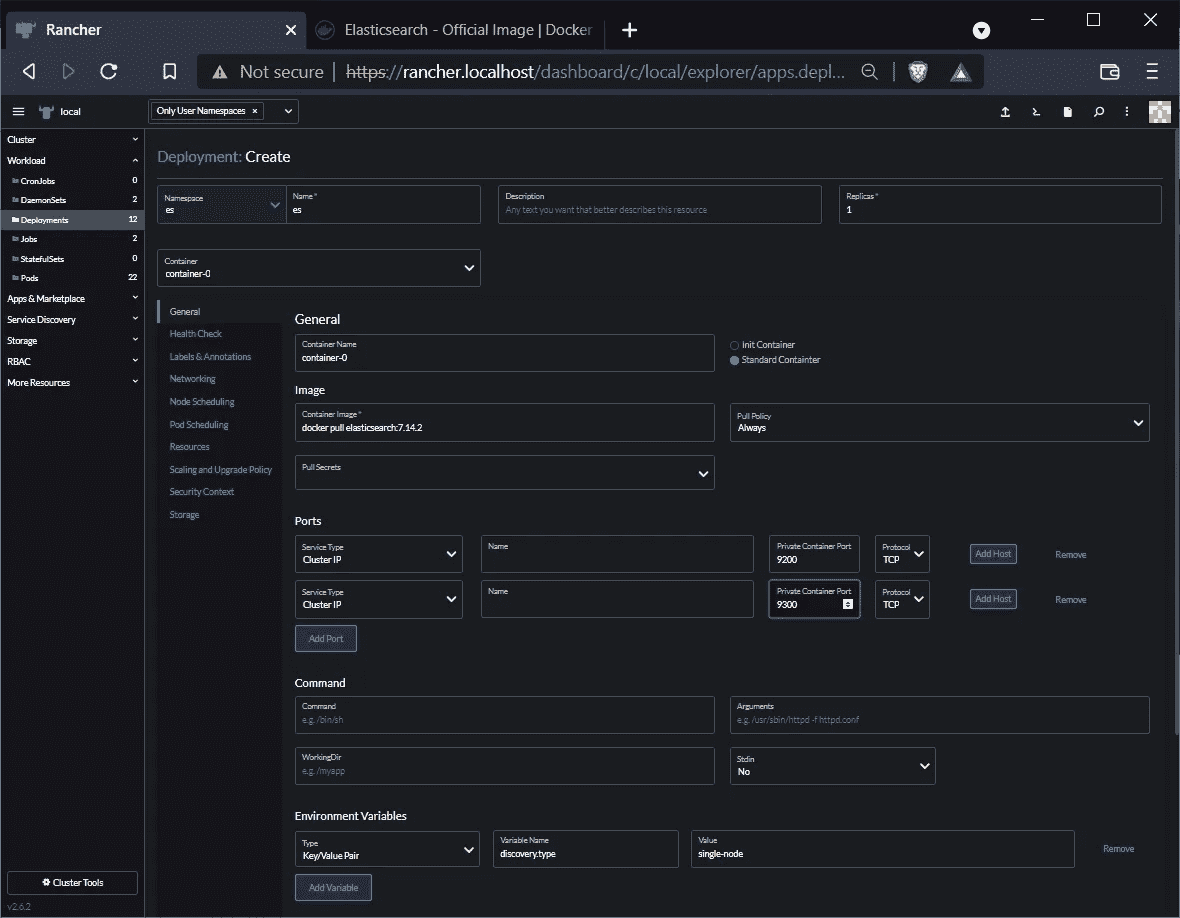 Rancher
Elasticsearch - Official Image | Docker
Not secure | https://rancher.localhost/dashboard/c/local/explorer/apps.depl...
local
Only User Namespaces ×
Cluster
Workload
CronJobs 0
DaemonSets 2
Deployments 12
Jobs 2
StatefulSets 0
Pods 22
Apps & Marketplace
Service Discovery
Storage
RBAC
More Resources
Cluster Tools
v2.6.2
Deployment: Create
Namespace
es
Name *
es
Description
Any text you want that better describes this resource
Replicas *
1
Container
container-0
General
Health Check
Labels & Annotations
Networking
Node Scheduling
Pod Scheduling
Resources
Scaling and Upgrade Policy
Security Context
Storage
General
Container Name
container-0
Init Container
Standard Containter
Image
Container Image *
docker pull elasticsearch:7.14.2
Pull Policy
Always
Pull Secrets
Ports
Service Type
Cluster IP
Name
Private Container Port
9200
Protocol
TCP
Add Host
Remove
Service Type
Cluster IP
Name
Private Container Port
9300
Protocol
TCP
Add Host
Remove
Add Port
Command
Command
e.g. /bin/sh
Arguments
e.g. /usr/sbin/httpd -f httpd.conf
WorkingDir
e.g. /myapp
Stdin
No
Environment Variables
Type
Key/Value Pair
Variable Name
discovery.type
Value
single-node
Remove
Add Variable